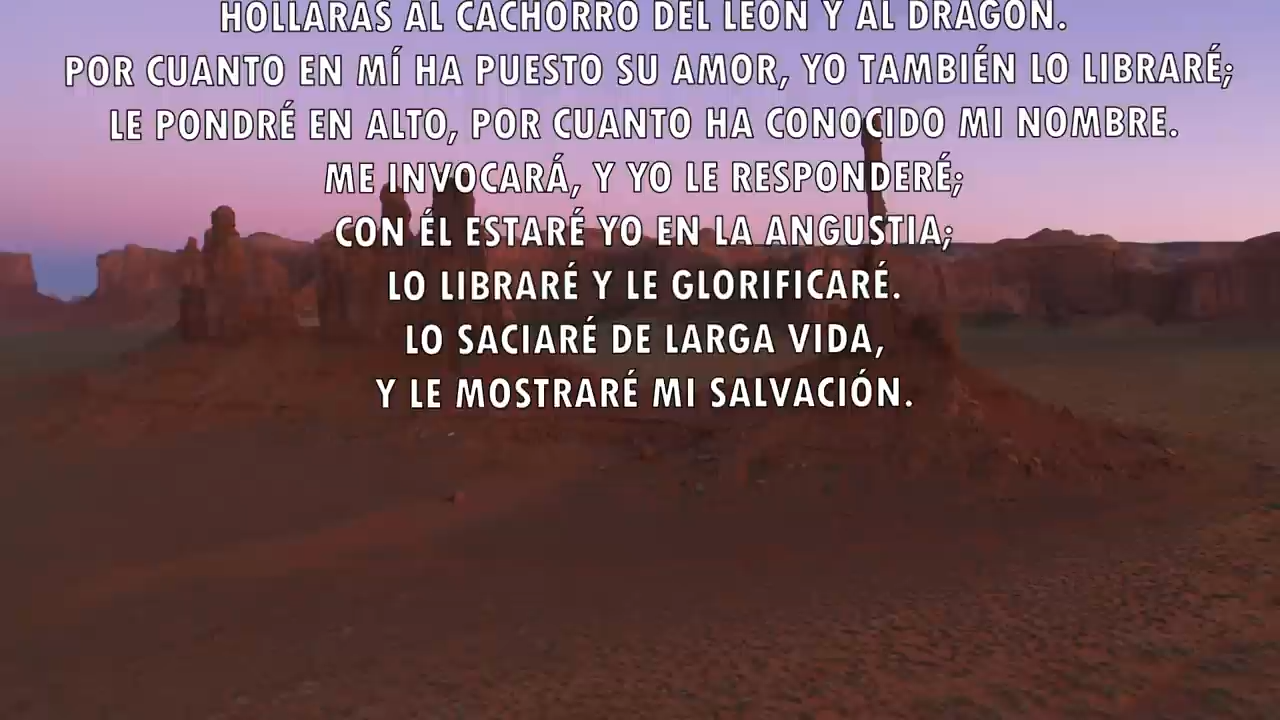 HOLLARÁS AL CACHORRO DEL LEÓN Y AL DRAGÓN.
POR CUANTO EN MÍ HA PUESTO SU AMOR, YO TAMBIÉN LO LIBRARÉ;
LE PONDRÉ EN ALTO, POR CUANTO HA CONOCIDO MI NOMBRE.
ME INVOCARÁ, Y YO LE RESPONDERÉ;
CON ÉL ESTARÉ YO EN LA ANGUSTIA;
LO LIBRARÉ Y LE GLORIFICARÉ.
LO SACIARÉ DE LARGA VIDA,
Y LE MOSTRARÉ MI SALVACIÓN.